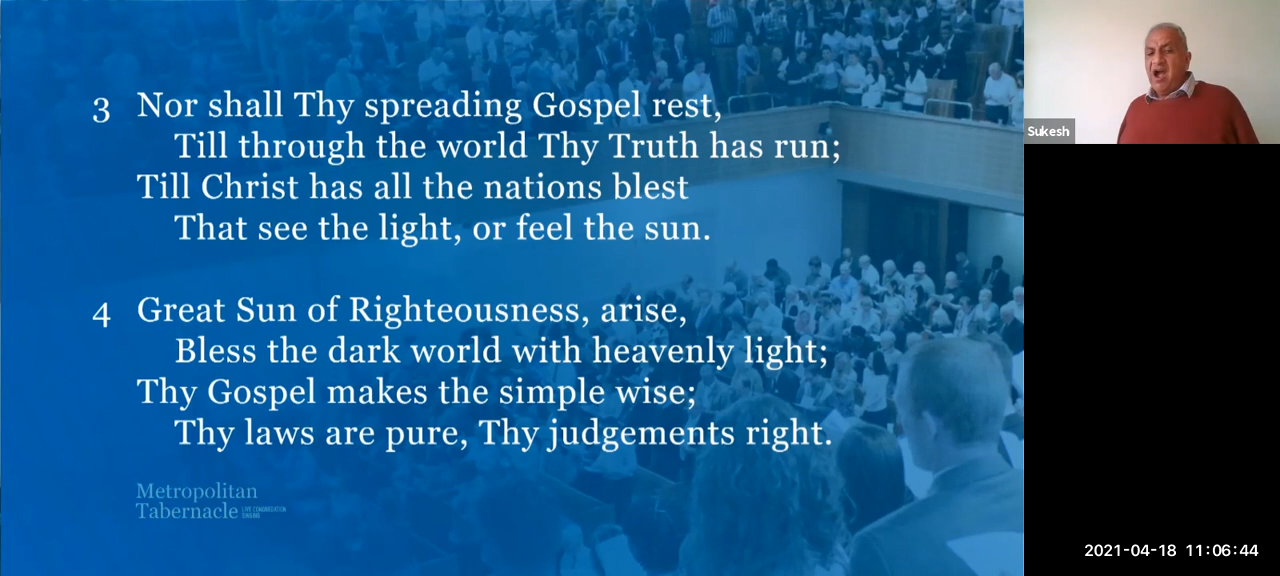 3 Nor shall Thy spreading Gospel rest,
Till through the world Thy Truth has run;
Till Christ has all the nations blest
That see the light, or feel the sun.
4 Great Sun of Righteousness, arise,
Bless the dark world with heavenly light;
Thy Gospel makes the simple wise;
Thy laws are pure, Thy judgements right.
Metropolitan
Tabernacle LIVE CONGREGATION
SINGING
Sukesh
2021-04-18 11:06:44